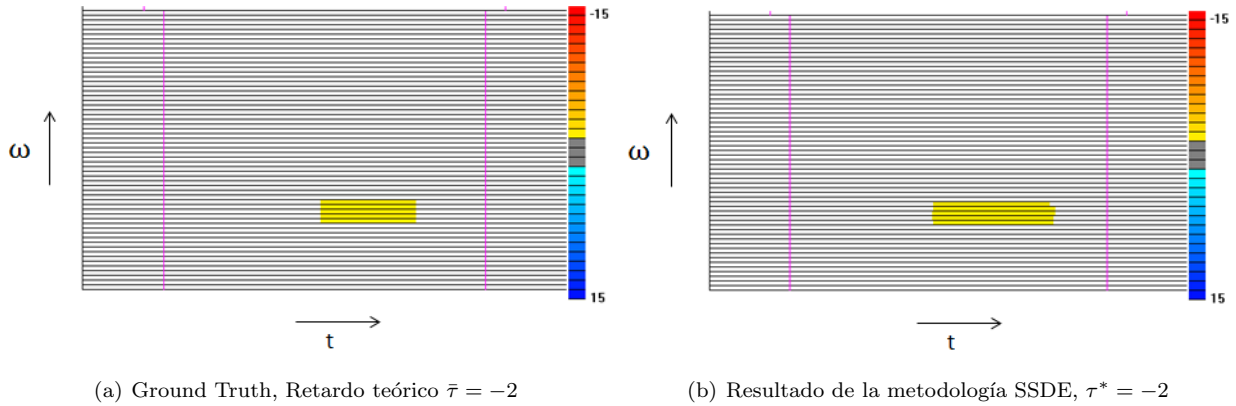 -15
ω
t
15
(a) Ground Truth, Retardo teórico τ̄ = −2
-15
ω
t
15
(b) Resultado de la metodología SSDE, τ* = −2